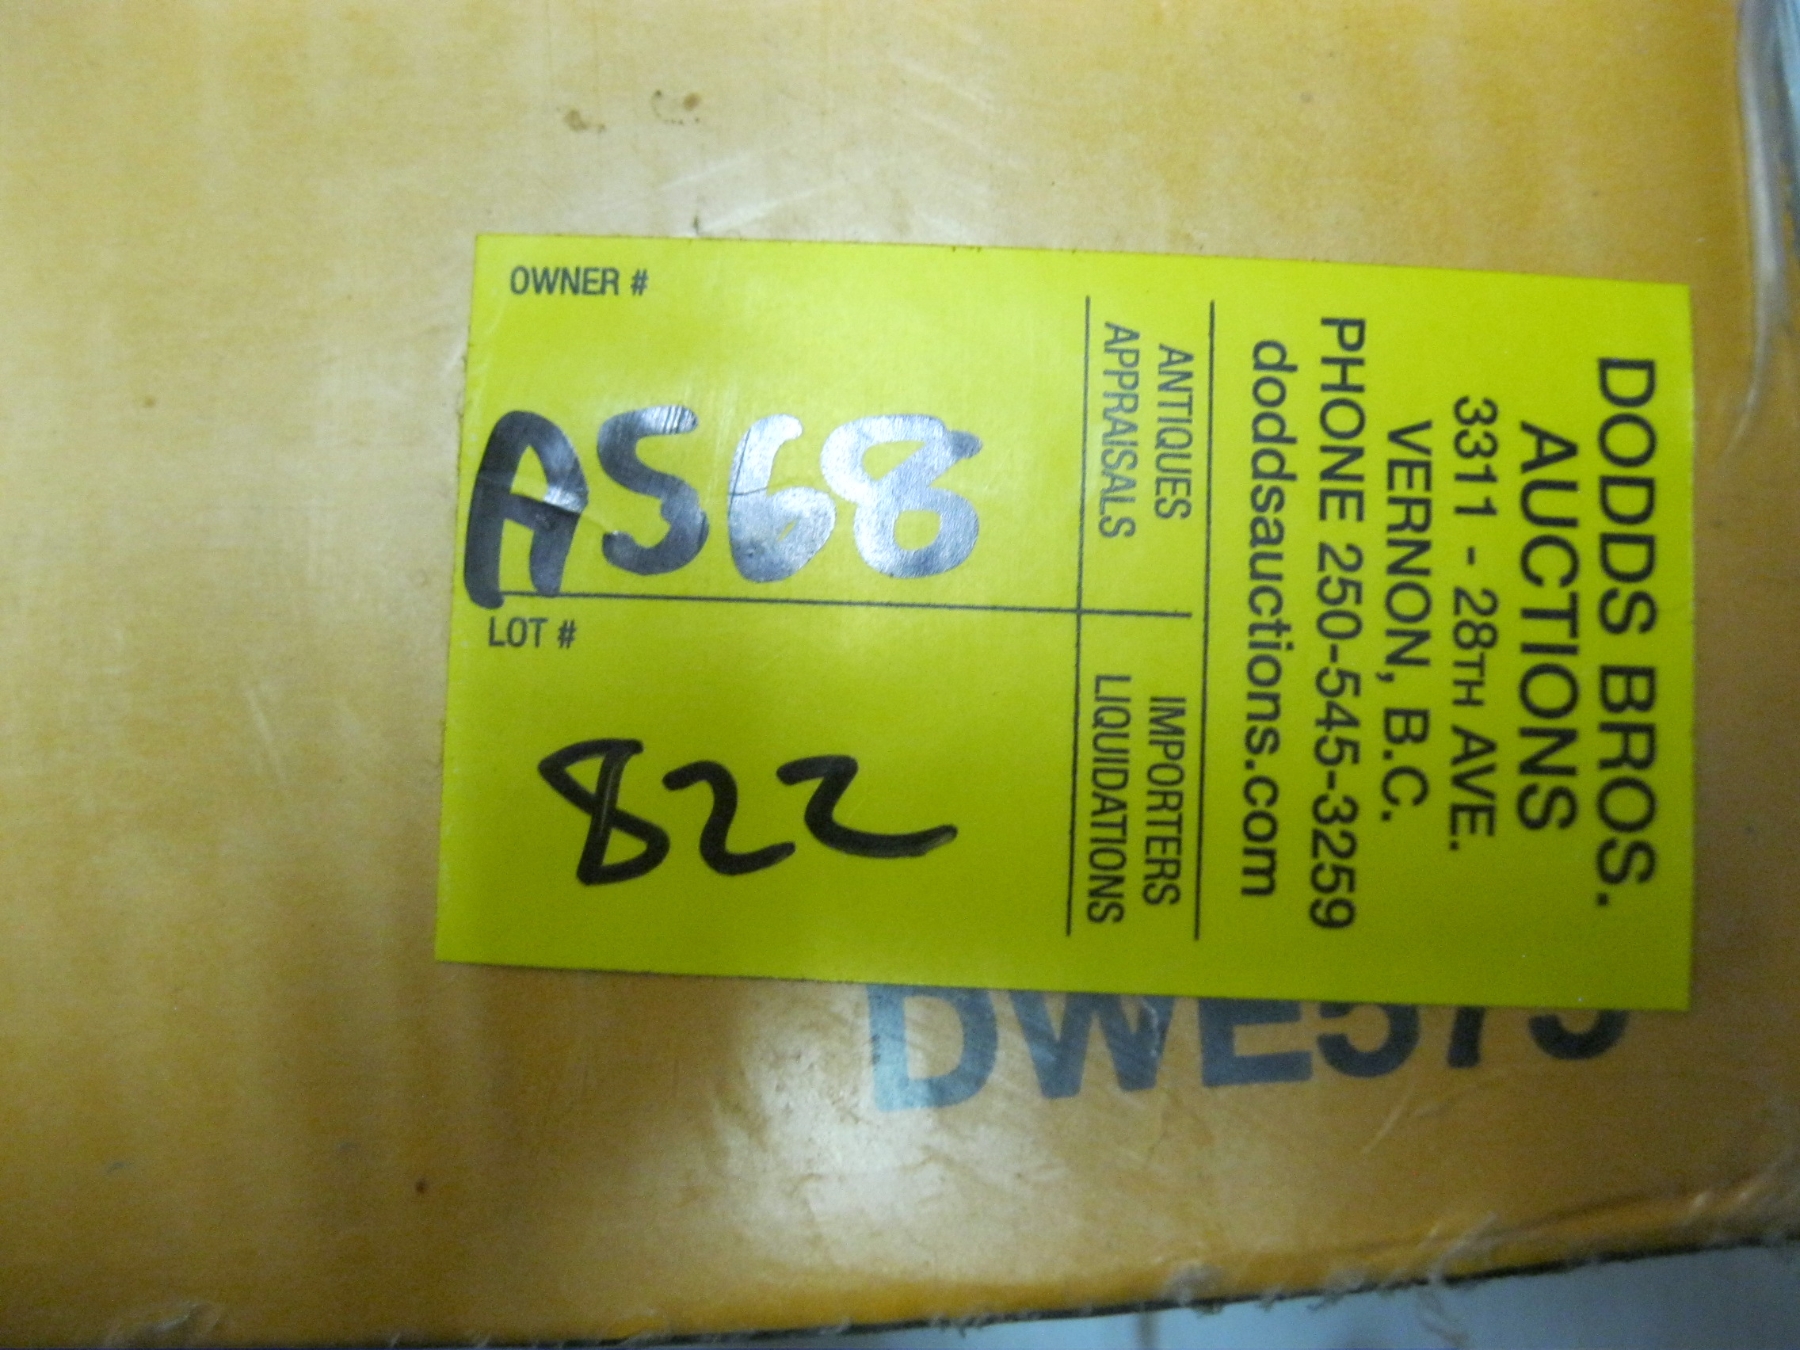 DODDS BROS.
AUCTIONS
3311 - 28TH AVE.
VERNON, B.C.
PHONE 250-545-3259
doddsauctions.com
ANTIQUES
APPRAISALS
IMPORTERS
LIQUIDATIONS
OWNER #
A568
LOT #
822
DWE575